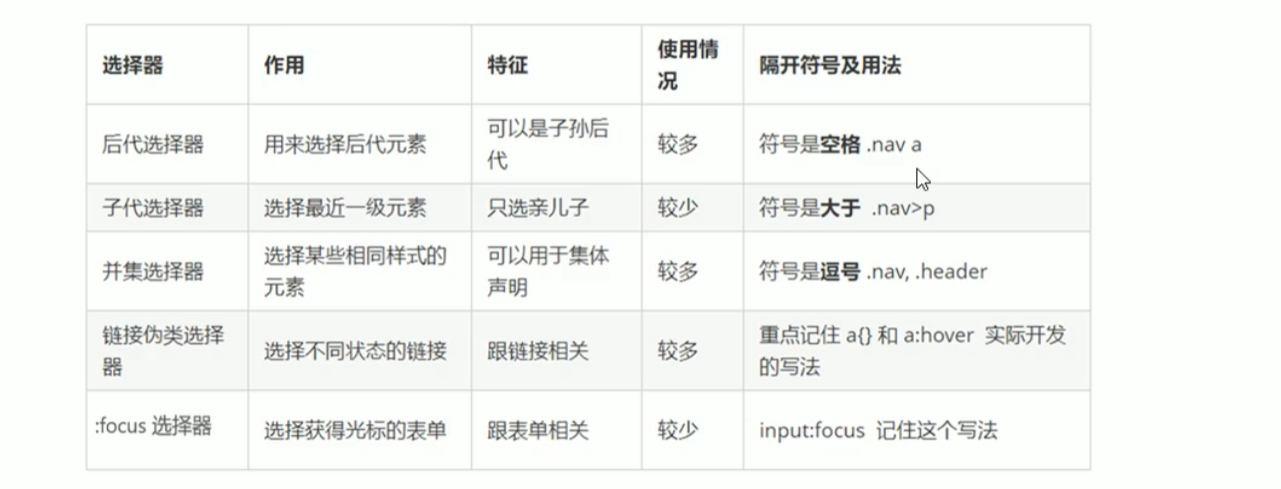 选择器 作用 特征 使用情况 隔开符号及用法
后代选择器 用来选择后代元素 可以是子孙后代 较多 符号是空格 .nav a
子代选择器 选择最近一级元素 只选亲儿子 较少 符号是大于 .nav>p
并集选择器 选择某些相同样式的元素 可以用于集体声明 较多 符号是逗号 .nav, .header
链接伪类选择器 选择不同状态的链接 跟链接相关 较多 重点记住 a{} 和 a:hover 实际开发的写法
:focus 选择器 选择获得光标的表单 跟表单相关 较少 input:focus 记住这个写法